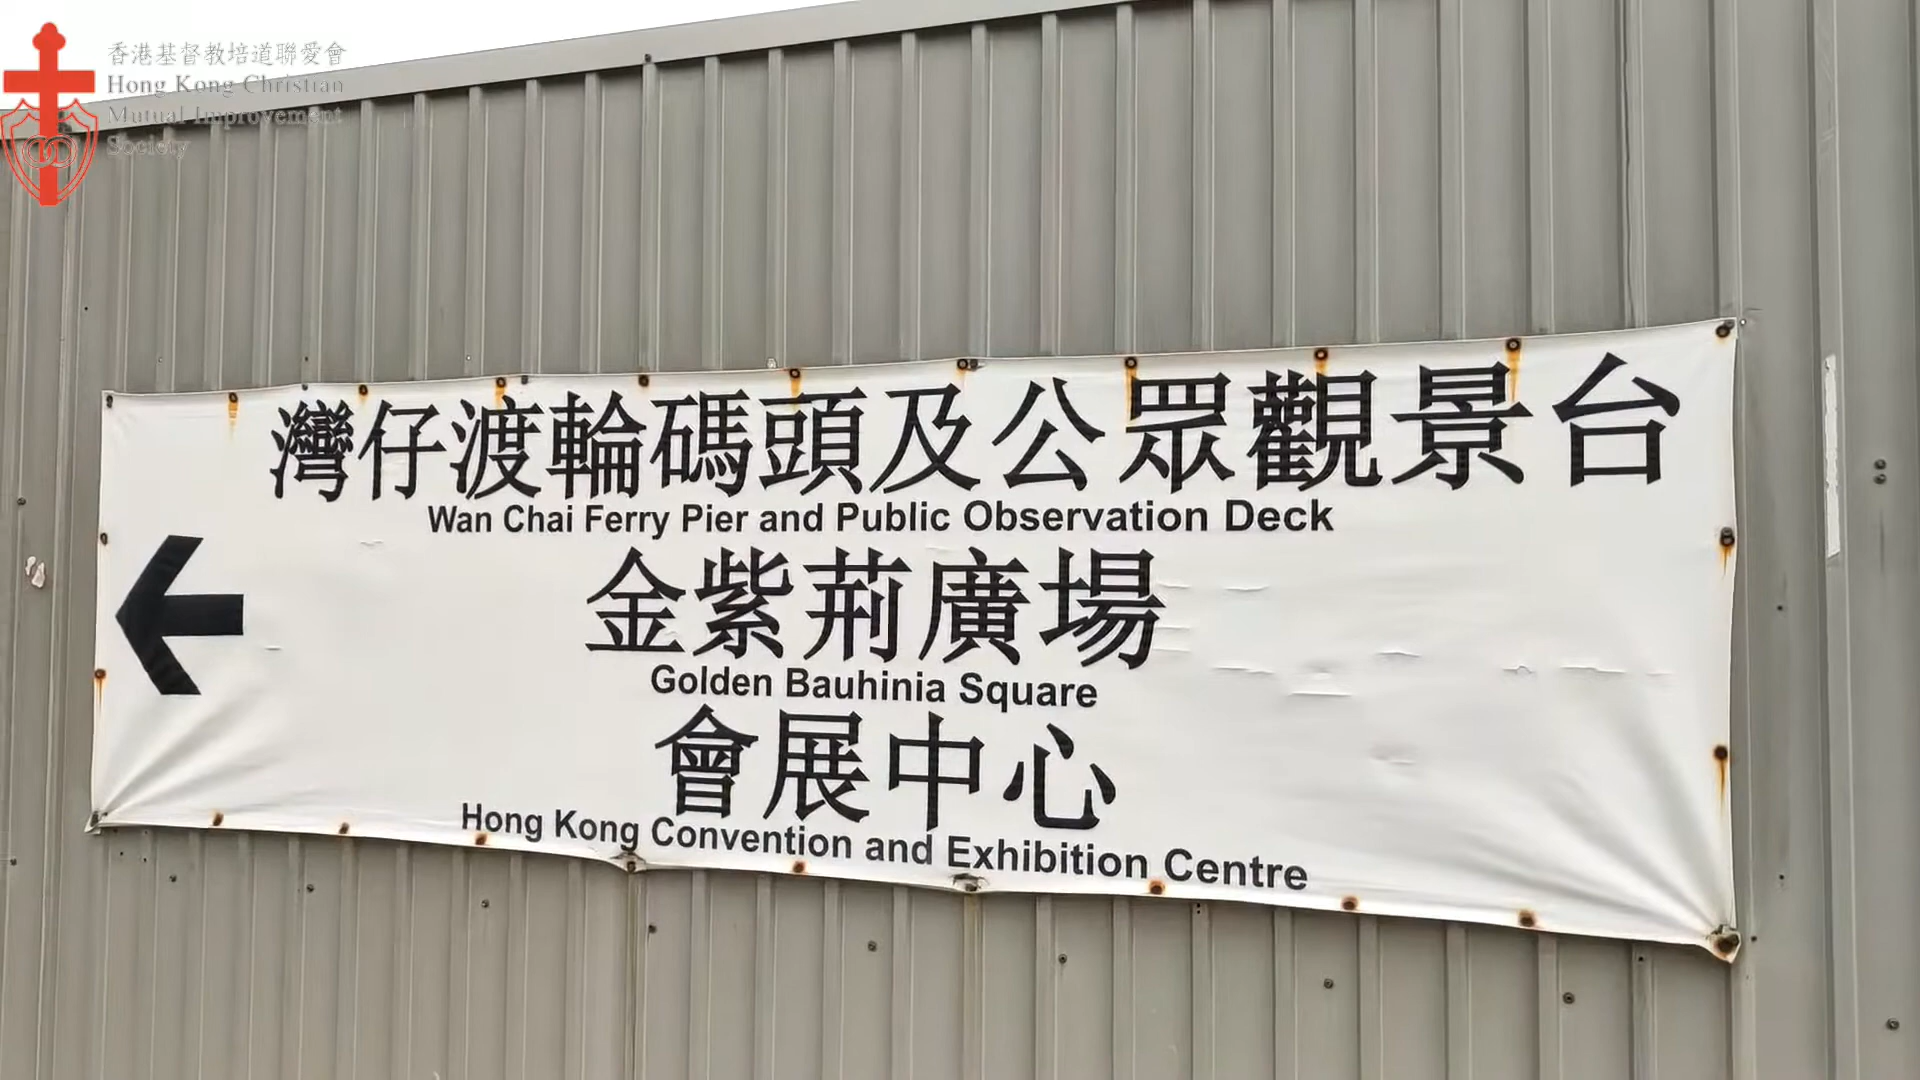 香港基督教培道聯愛會
Hong Kong Christian
Mutual Improvement
Society
灣仔渡輪碼頭及公眾觀景台
Wan Chai Ferry Pier and Public Observation Deck
金紫荊廣場
Golden Bauhinia Square
會展中心
Hong Kong Convention and Exhibition Centre